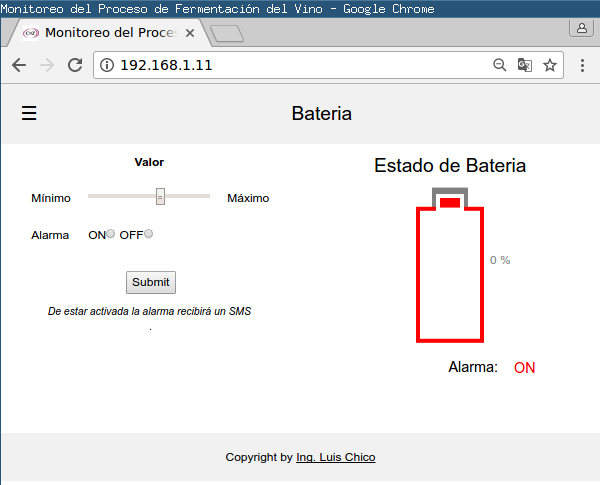 Monitoreo del Proceso de Fermentación del Vino - Google Chrome
Monitoreo del Proces
192.168.1.11
Bateria
Valor
Mínimo Máximo
Alarma ON OFF
Submit
De estar activada la alarma recibirá un SMS
.
Estado de Bateria
0 %
Alarma: ON
Copyright by Ing. Luis Chico